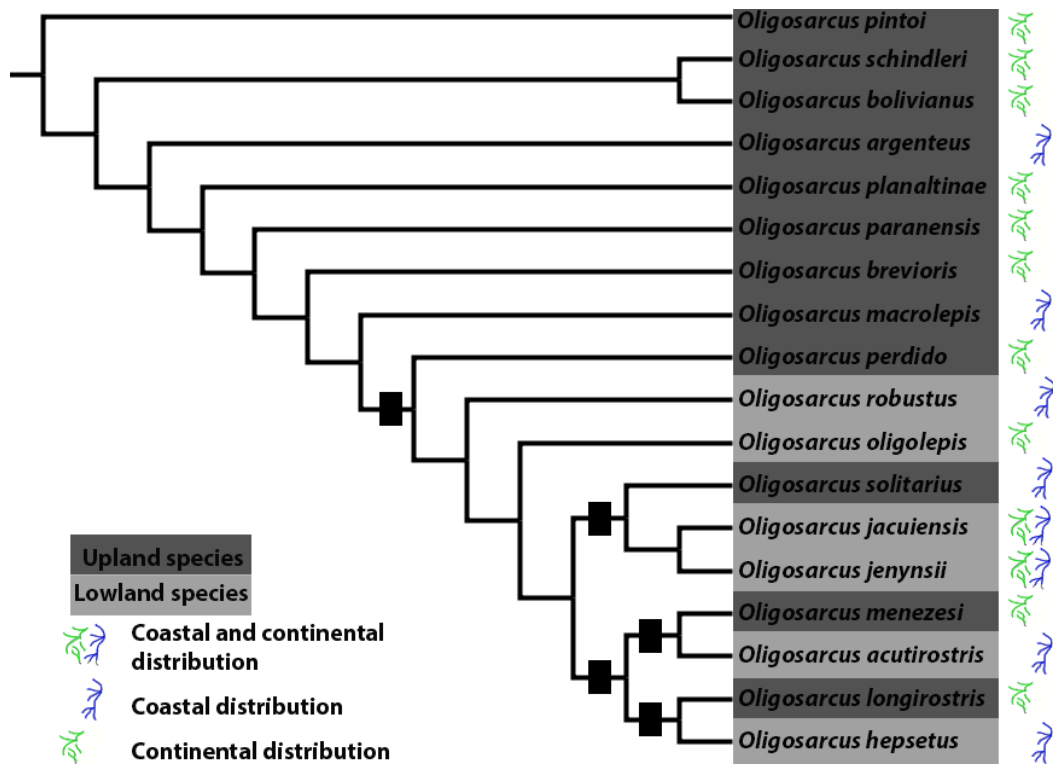 Oligosarcus pintoi
Oligosarcus schindleri
Oligosarcus bolivianus
Oligosarcus argenteus
Oligosarcus planaltinae
Oligosarcus paranensis
Oligosarcus brevioris
Oligosarcus macrolepis
Oligosarcus perdido
Oligosarcus robustus
Oligosarcus oligolepis
Oligosarcus solitarius
Oligosarcus jacuiensis
Oligosarcus jenynsii
Oligosarcus menezesi
Oligosarcus acutirostris
Oligosarcus longirostris
Oligosarcus hepsetus
Upland species
Lowland species
Coastal and continental
distribution
Coastal distribution
Continental distribution